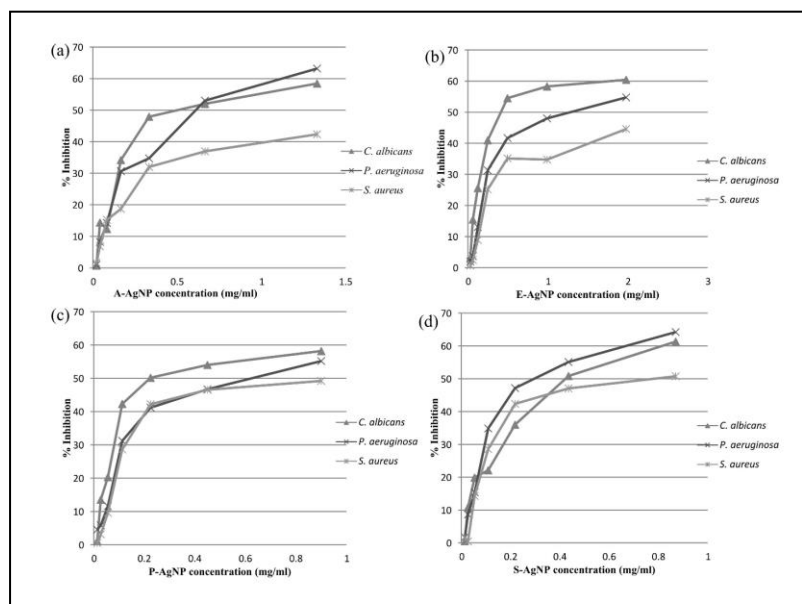 (a)
70
60
50
40
30
20
10
0
% Inhibition
0 0.5 1 1.5
A-AgNP concentration (mg/ml)
C. albicans
P. aeruginosa
S. aureus
(b)
70
60
50
40
30
20
10
0
% Inhibition
0 1 2 3
E-AgNP concentration (mg/ml)
C. albicans
P. aeruginosa
S. aureus
(c)
70
60
50
40
30
20
10
0
% Inhibition
0 0.2 0.4 0.6 0.8 1
P-AgNP concentration (mg/ml)
C. albicans
P. aeruginosa
S. aureus
(d)
70
60
50
40
30
20
10
0
% Inhibition
0 0.2 0.4 0.6 0.8 1
S-AgNP concentration (mg/ml)
C. albicans
P. aeruginosa
S. aureus